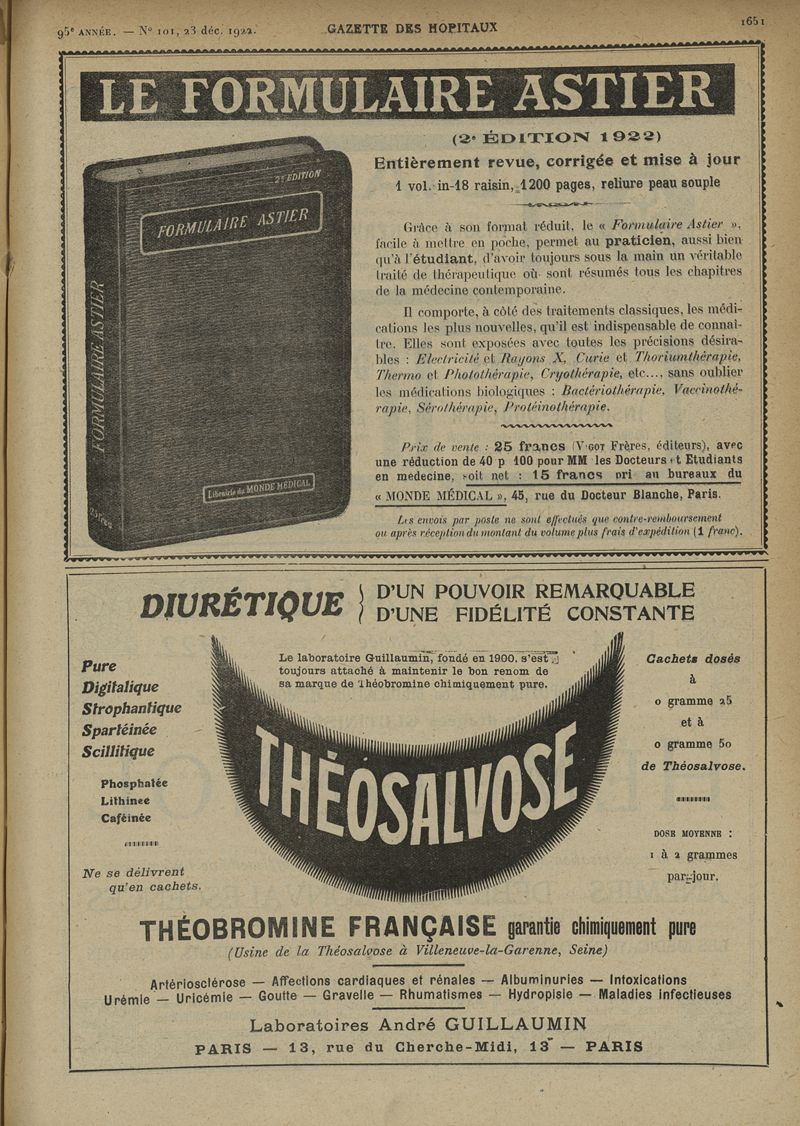 95e ANNÉE. — No 101, 23 déc. 1922.
GAZETTE DES HOPITAUX
1651
LE FORMULAIRE ASTIER
(2e ÉDITION 1922)
Entièrement revue, corrigée et mise à jour
1 vol. in-18 raisin, 1200 pages, reliure peau souple
2e EDITION
FORMULAIRE ASTIER
FORMULAIRE ASTIER
Librairie du MONDE MÉDICAL
Grâce à son format réduit, le « Formulaire Astier »,
facile à mettre en poche, permet au praticien, aussi bien
qu'à l'étudiant, d'avoir toujours sous la main un véritable
traité de thérapeutique où sont résumés tous les chapitres
de la médecine contemporaine.
Il comporte, à côté des traitements classiques, les médi-
cations les plus nouvelles, qu'il est indispensable de connaî-
tre. Elles sont exposées avec toutes les précisions désira-
bles : Electricité et Rayons X, Curie et Thoriumthérapie,
Thermo et Photothérapie, Cryothérapie, etc..., sans oublier
les médications biologiques : Bactériothérapie, Vaccinothé-
rapie, Sérothérapie, Protéinothérapie.
Prix de vente : 25 francs (VIGOT Frères, éditeurs), avec
une réduction de 40 p 100 pour MM les Docteurs et Etudiants
en médecine, soit net : 15 francs pri au bureaux du
« MONDE MÉDICAL », 45, rue du Docteur Blanche, Paris.
Les envois par poste ne sont effectués que contre-remboursement
ou après réception du montant du volume plus frais d'expédition (1 franc).
DIURÉTIQUE
D'UN POUVOIR REMARQUABLE
D'UNE FIDÉLITÉ CONSTANTE
Le laboratoire Guillaumin, fondé en 1900, s'est
toujours attaché à maintenir le bon renom de
sa marque de Théobromine chimiquement pure.
Pure
Digitalique
Strophantique
Spartéinée
Scillitique
Phosphatée
Lithinée
Caféinée
Ne se délivrent
qu'en cachets.
THÉOSALVOSE
Cachets dosés
à
0 gramme 25
et à
0 gramme 50
de Théosalvose.
DOSE MOYENNE :
1 à 2 grammes
par jour.
THÉOBROMINE FRANÇAISE garantie chimiquement pure
(Usine de la Théosalvose à Villeneuve-la-Garenne, Seine)
Artériosclérose — Affections cardiaques et rénales — Albuminuries — Intoxications
Urémie — Uricémie — Goutte — Gravelle — Rhumatismes — Hydropisie — Maladies infectieuses
Laboratoires André GUILLAUMIN
PARIS — 13, rue du Cherche-Midi, 13 — PARIS